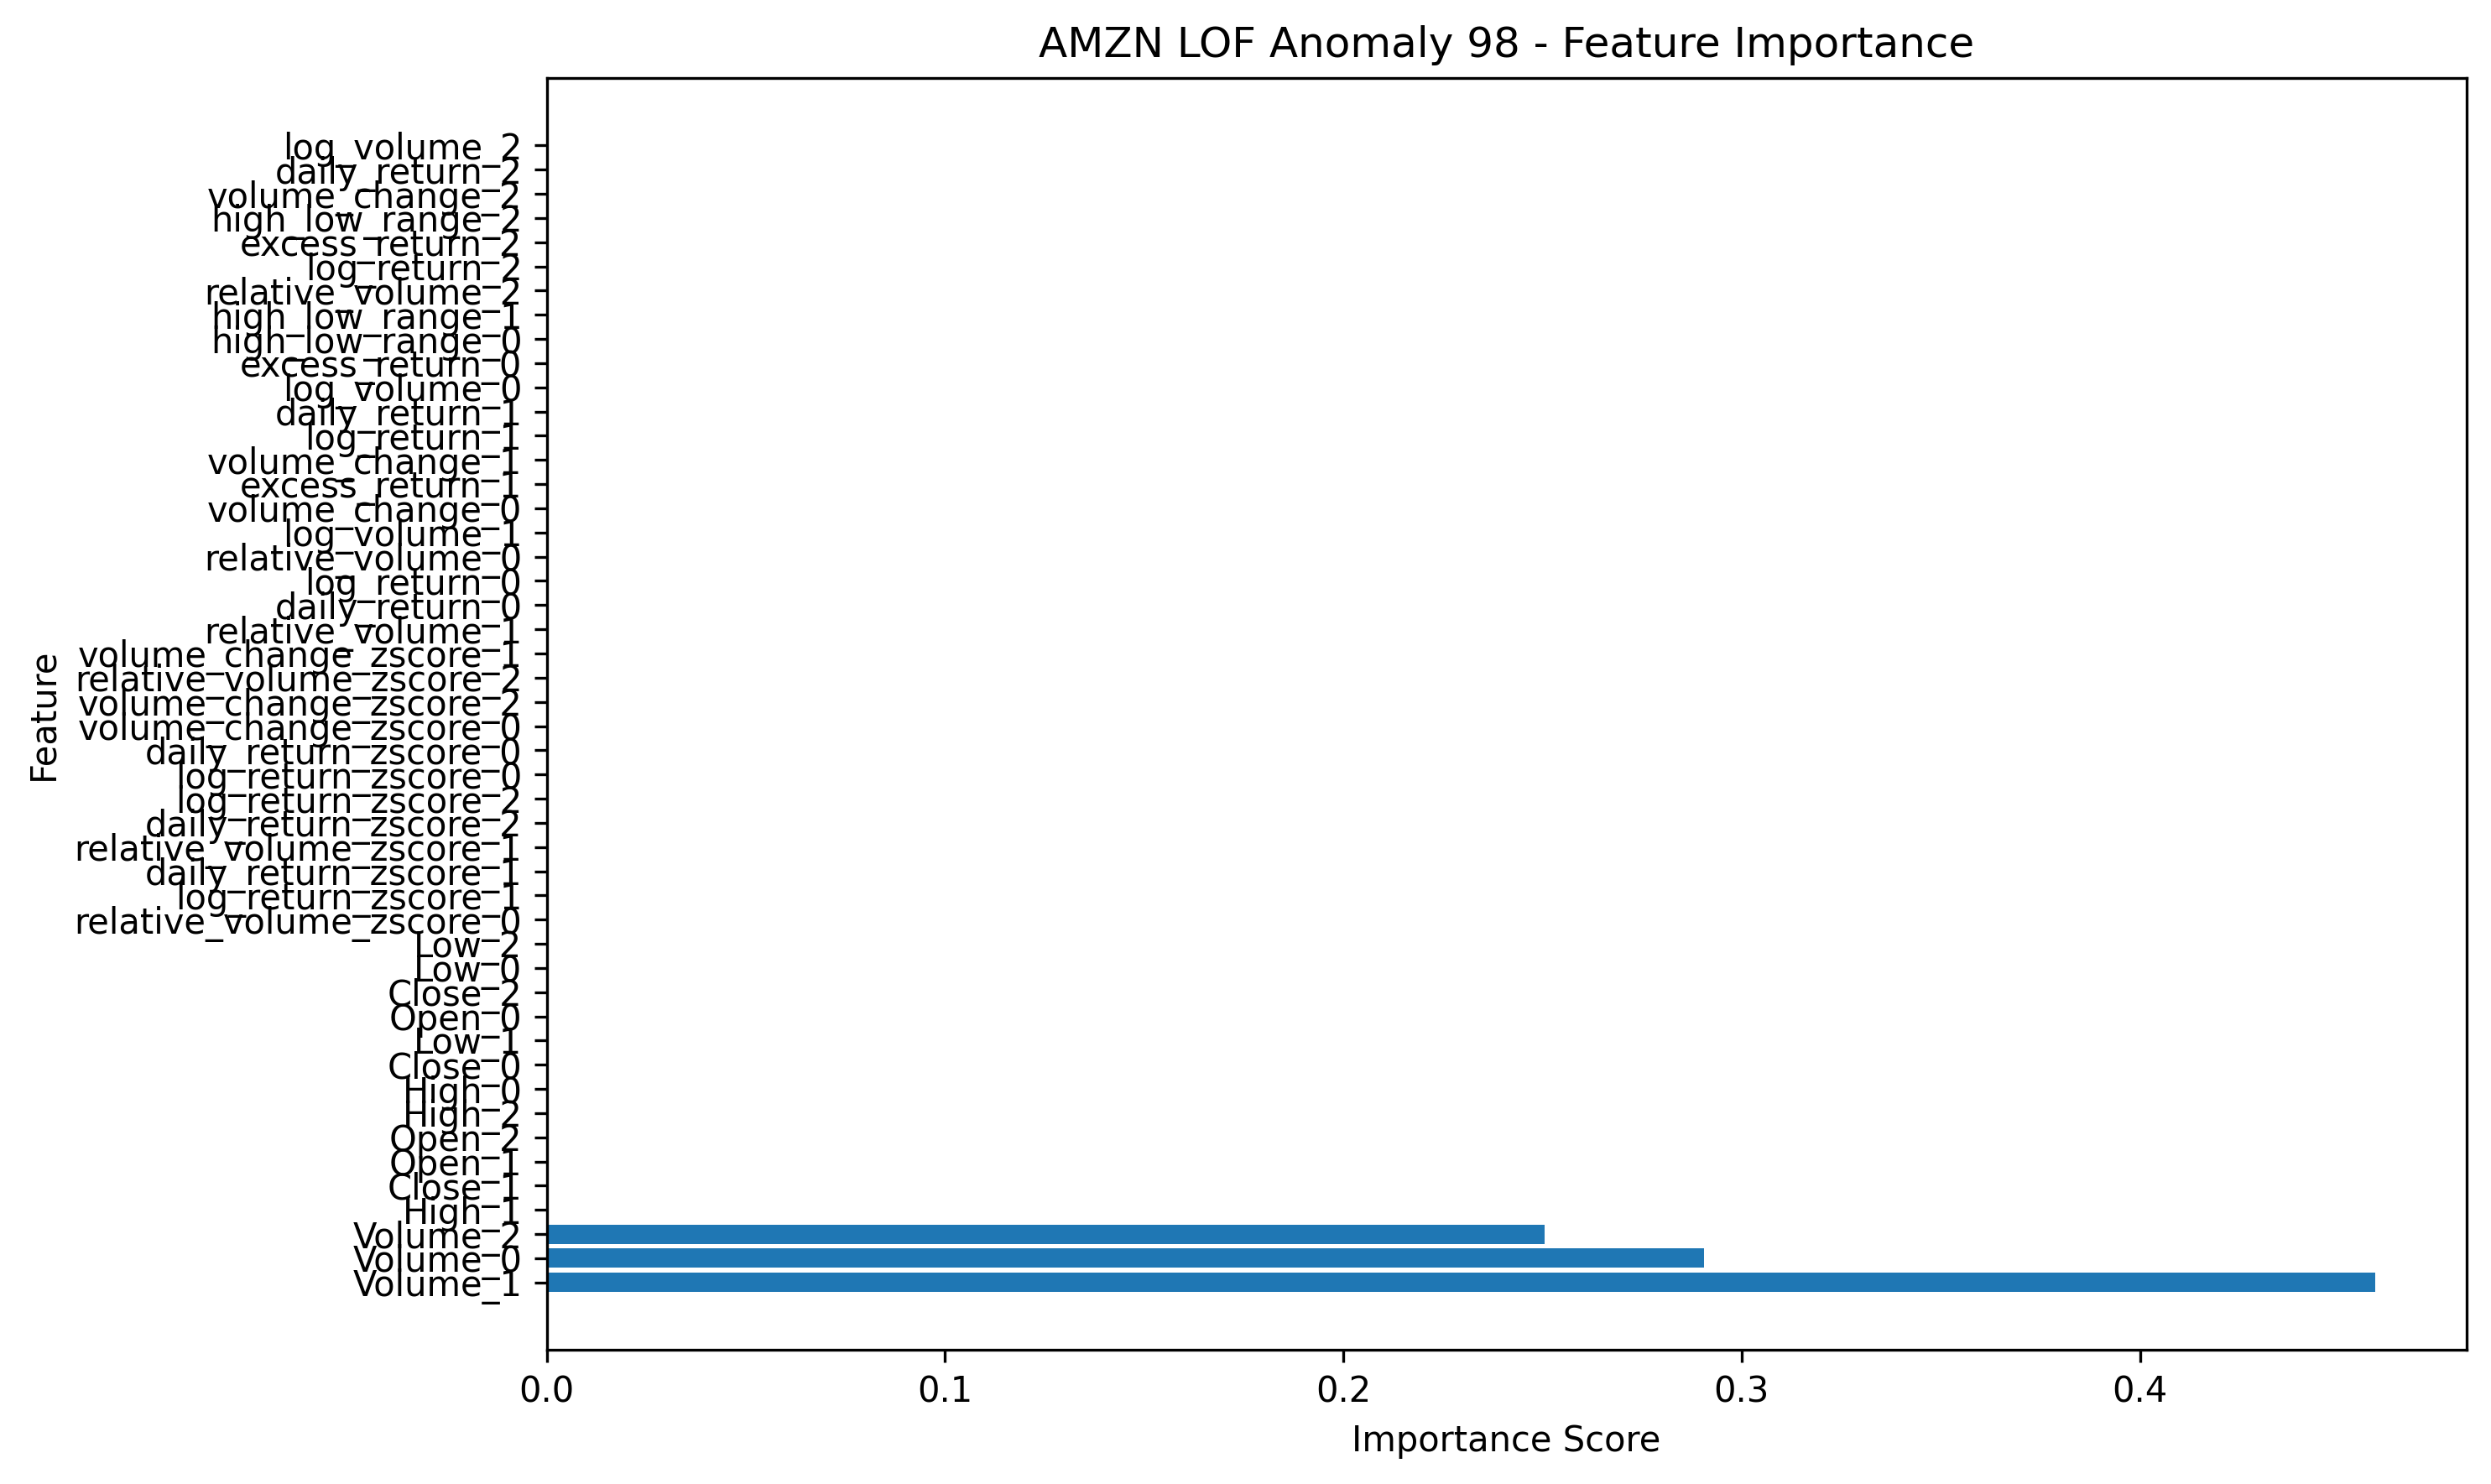 AMZN LOF Anomaly 98 - Feature Importance
log_volume_2
daily_return_2
volume_change_2
high_low_range_2
excess_return_2
log_return_2
relative_volume_2
high_low_range_1
high_low_range_0
excess_return_0
log_volume_0
daily_return_1
log_return_1
volume_change_1
excess_return_1
volume_change_0
log_volume_1
relative_volume_0
log_return_0
daily_return_0
relative_volume_1
volume_change_zscore_1
relative_volume_zscore_2
volume_change_zscore_2
volume_change_zscore_0
daily_return_zscore_0
log_return_zscore_0
log_return_zscore_2
daily_return_zscore_2
relative_volume_zscore_1
daily_return_zscore_1
log_return_zscore_1
relative_volume_zscore_0
Low_2
Low_0
Close_2
Open_0
Low_1
Close_0
High_0
High_2
Open_2
Open_1
Close_1
High_1
Volume_2
Volume_0
Volume_1
Feature
0.0 0.1 0.2 0.3 0.4
Importance Score